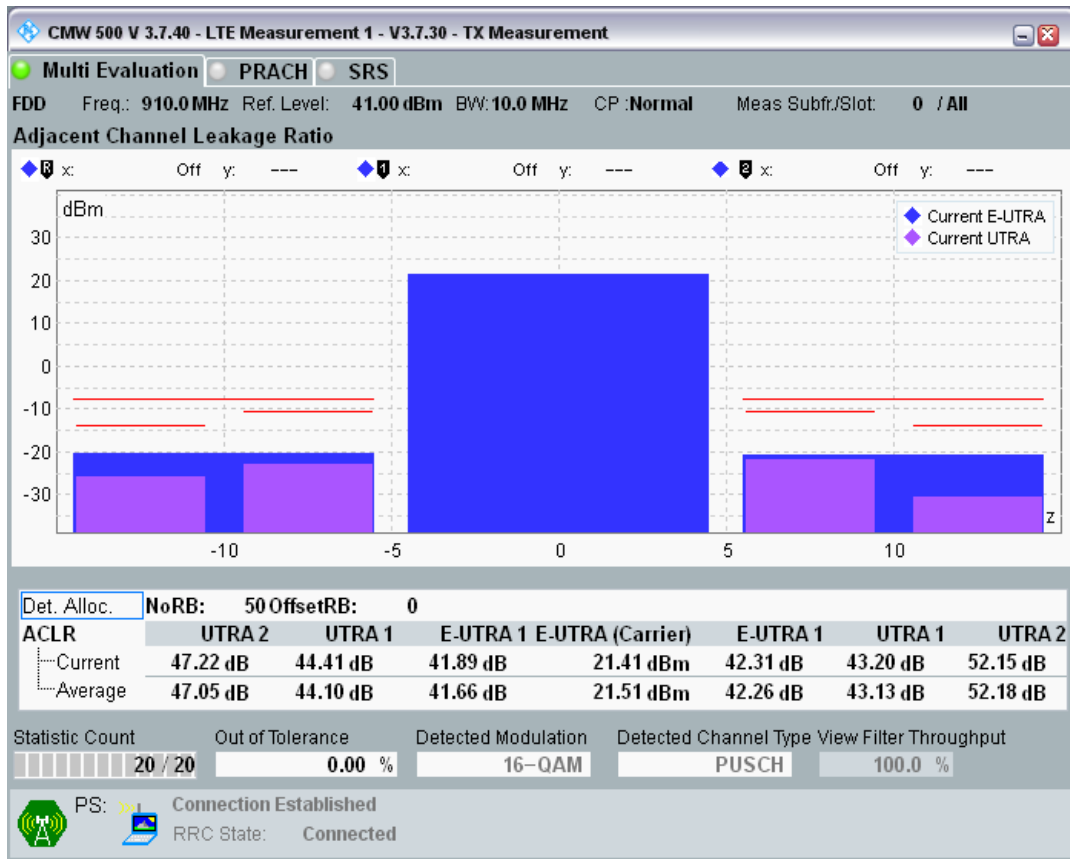 CMW 500 V 3.7.40 - LTE Measurement 1 - V3.7.30 - TX Measurement
Multi Evaluation PRACH SRS
FDD Freq.: 910.0 MHz Ref. Level: 41.00 dBm BW: 10.0 MHz CP :Normal Meas Subfr./Slot: 0 / All
Adjacent Channel Leakage Ratio
R x: Off y: --- 1 x: Off y: --- 2 x: Off y: ---
dBm
Current E-UTRA
Current UTRA
30
20
10
0
-10
-20
-30
z
-10 -5 0 5 10
Det. Alloc. NoRB: 50 OffsetRB: 0
ACLR UTRA 2 UTRA 1 E-UTRA 1 E-UTRA (Carrier) E-UTRA 1 UTRA 1 UTRA 2
Current 47.22 dB 44.41 dB 41.89 dB 21.41 dBm 42.31 dB 43.20 dB 52.15 dB
Average 47.05 dB 44.10 dB 41.66 dB 21.51 dBm 42.26 dB 43.13 dB 52.18 dB
Statistic Count Out of Tolerance Detected Modulation Detected Channel Type View Filter Throughput
20 / 20 0.00 % 16-QAM PUSCH 100.0 %
PS: Connection Established
RRC State: Connected